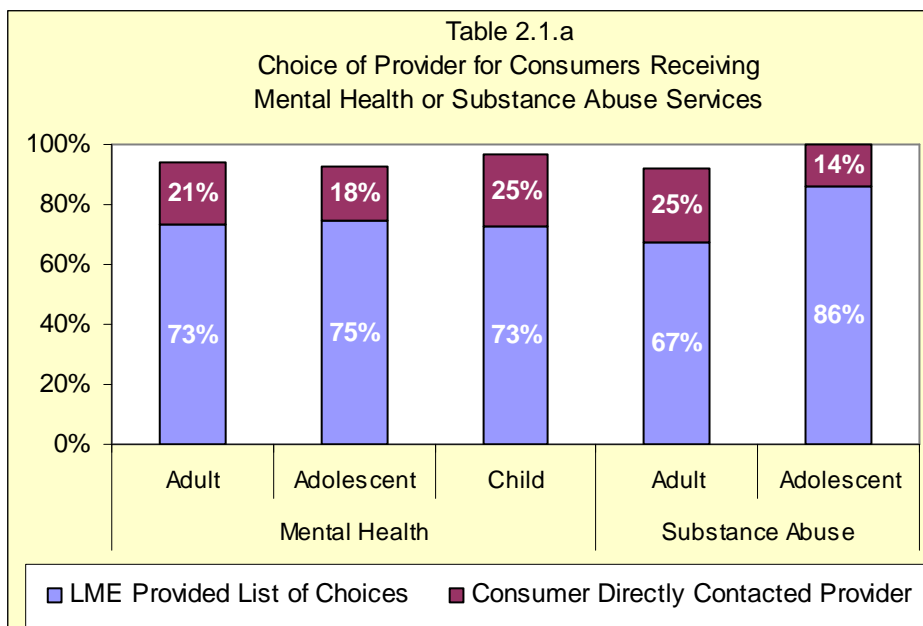 Table 2.1.a
Choice of Provider for Consumers Receiving
Mental Health or Substance Abuse Services
100%
80%
60%
40%
20%
0%
21% 18% 25% 25% 14%
73% 75% 73% 67% 86%
Adult Adolescent Child Adult Adolescent
Mental Health Substance Abuse
LME Provided List of Choices Consumer Directly Contacted Provider